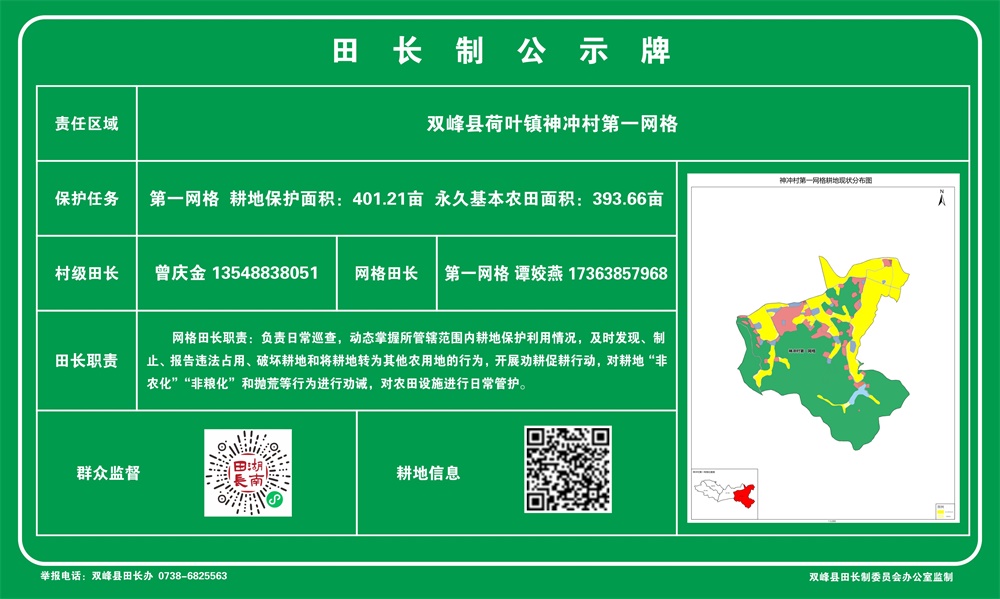 田长制公示牌
责任区域
双峰县荷叶镇神冲村第一网格
保护任务
第一网格 耕地保护面积：401.21亩 永久基本农田面积：393.66亩
村级田长
曾庆金 13548838051
网格田长
第一网格 谭姣燕 17363857968
田长职责
网格田长职责：负责日常巡查，动态掌握所管辖范围内耕地保护利用情况，及时发现、制
止、报告违法占用、破坏耕地和将耕地转为其他农用地的行为，开展劝耕促耕行动，对耕地“非
农化”“非粮化”和抛荒等行为进行劝诫，对农田设施进行日常管护。
群众监督
湖南
田長
耕地信息
神冲村第一网格耕地现状分布图
N
举报电话：双峰县田长办 0738-6825563
双峰县田长制委员会办公室监制